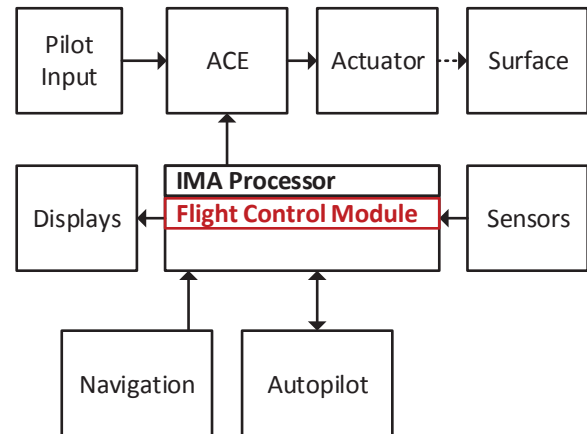 Pilot
Input
ACE
Actuator
Surface
IMA Processor
Flight Control Module
Displays
Sensors
Navigation
Autopilot